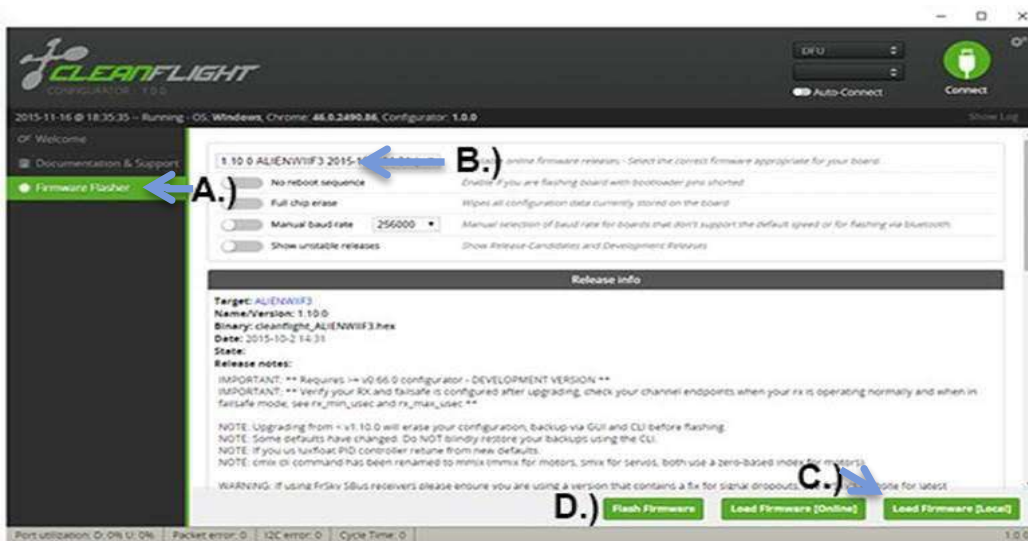 CLEANFLIGHT
CONFIGURATOR 1.0.0
DFU
Auto-Connect
Connect
2015-11-16 @ 18:35:35 -- Running - OS: Windows, Chrome: 46.0.2490.86, Configurator: 1.0.0
Show Log
Welcome
Documentation & Support
Firmware Flasher
A.)
1.10.0 ALIENWIIF3 2015-1
B.)
online firmware releases - Select the correct firmware appropriate for your board.
No reboot sequence
Enable if you are flashing board with bootloader pins shorted
Full chip erase
Wipes all configuration data currently stored on the board
Manual baud rate
256000
Manual selection of baud rate for boards that don't support the default speed or for flashing via bluetooth
Show unstable releases
Show Release-Candidates and Development Releases
Release info
Target: ALIENWIIF3
Name/Version: 1.10.0
Binary: cleanflight_ALIENWIIF3.hex
Date: 2015-10-2 14:31
State:
Release notes:
IMPORTANT: ** Requires >= v0.66.0 configurator - DEVELOPMENT VERSION **
IMPORTANT: ** Verify your RX and failsafe is configured after upgrading, check your channel endpoints when your rx is operating normally and when in
failsafe mode, see rx_min_usec and rx_max_usec **
NOTE: Upgrading from < v1.10.0 will erase your configuration, backup via GUI and CLI before flashing.
NOTE: Some defaults have changed. Do NOT blindly restore your backups using the CLI.
NOTE: If you us luxfloat PID controller retune from new defaults.
NOTE: cmix cli command has been renamed to mmix (mmix for motors, smix for servos, both use a zero-based index for motors).
WARNING: If using FrSky SBus receivers please ensure you are using a version that contains a fix for signal dropouts, for latest
C.)
D.)
Flash Firmware
Load Firmware [Online]
Load Firmware [Local]
Port utilization: D: 0% U: 0%
Packet error: 0
I2C error: 0
Cycle Time: 0
1.0.0